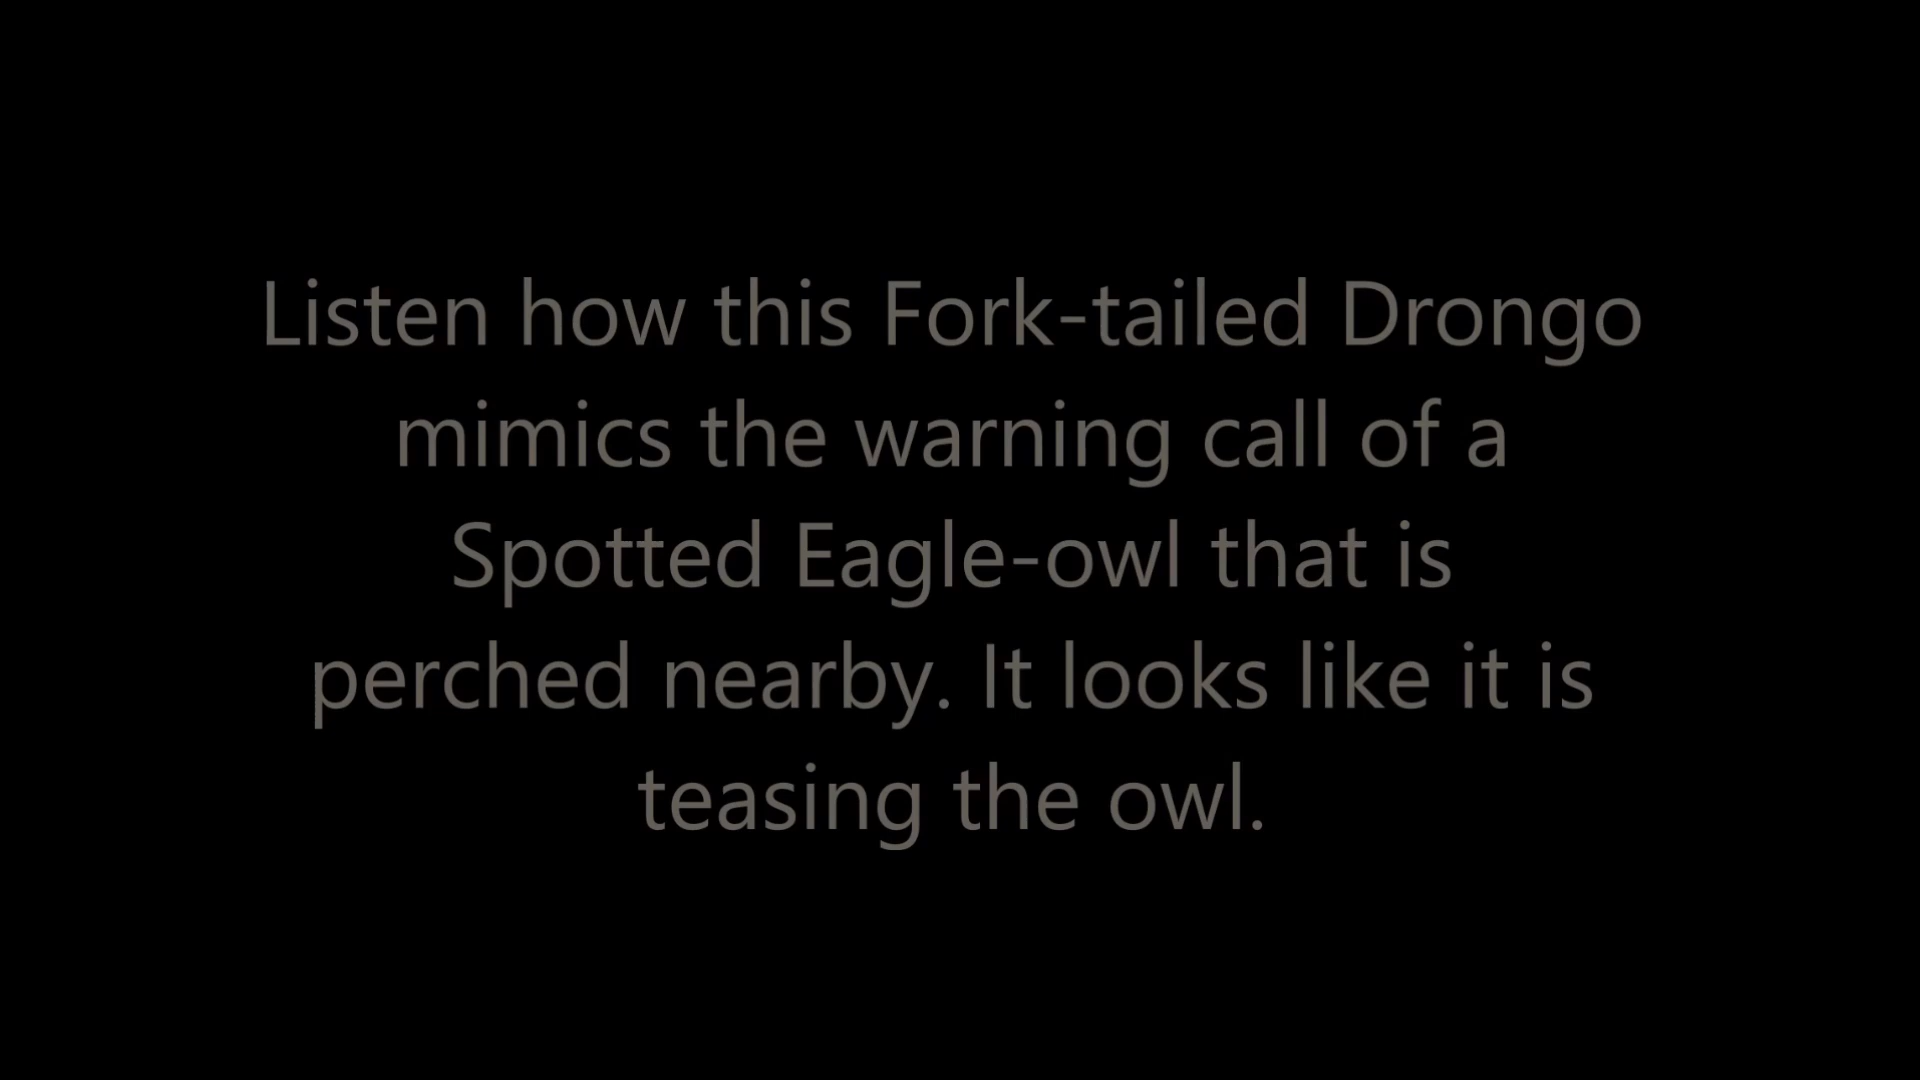 Listen how this Fork-tailed Drongo
mimics the warning call of a
Spotted Eagle-owl that is
perched nearby. It looks like it is
teasing the owl.